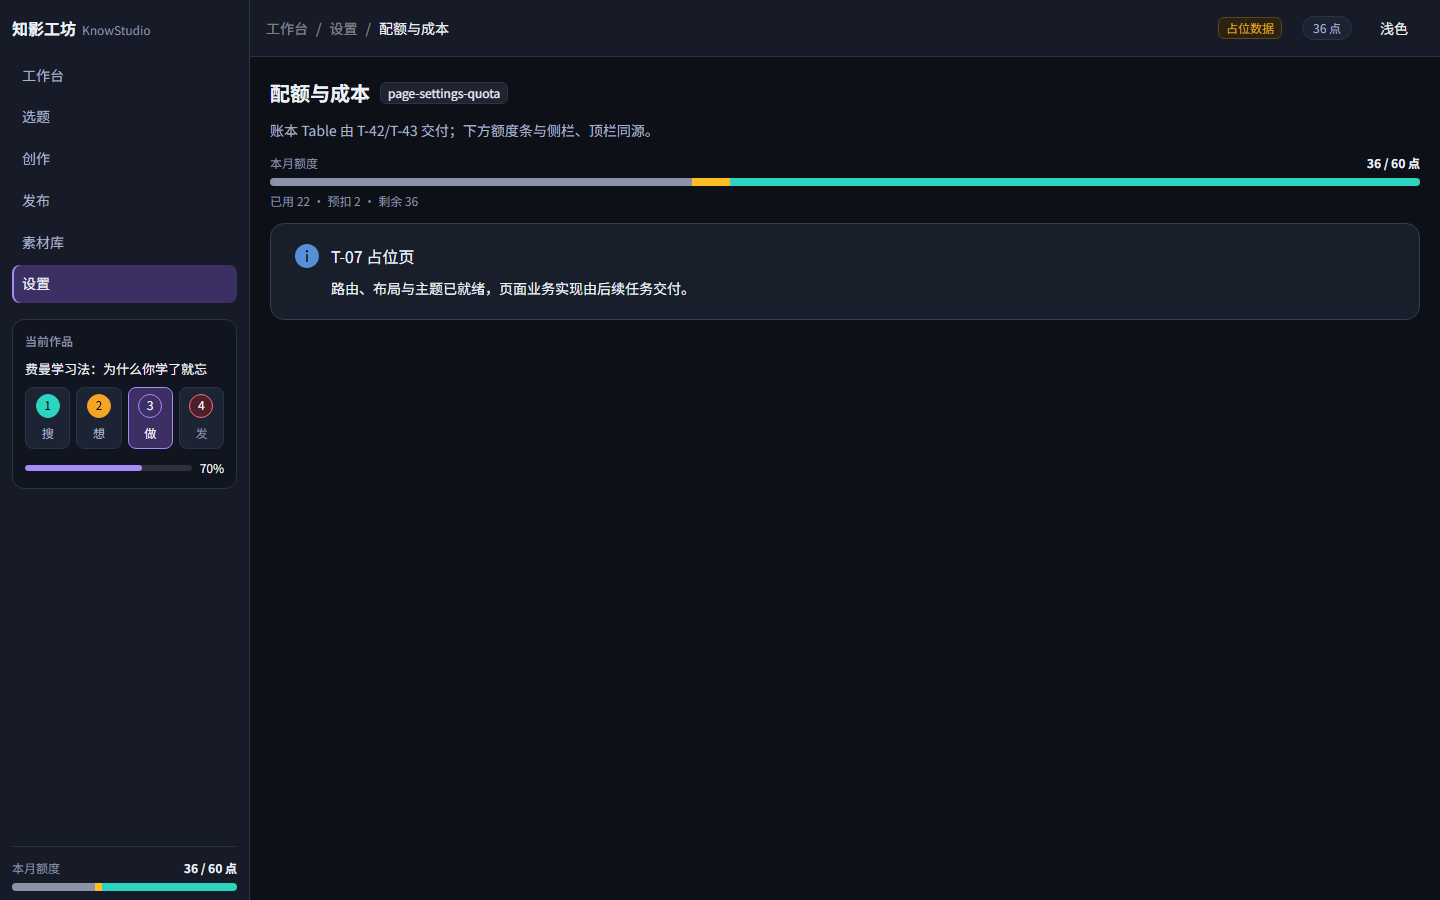 知影工坊 KnowStudio
工作台
选题
创作
发布
素材库
设置
当前作品
费曼学习法：为什么你学了就忘
1 2 3 4
搜 想 做 发
70%
本月额度 36 / 60 点
工作台 / 设置 / 配额与成本
占位数据 36 点 浅色
配额与成本 page-settings-quota
账本 Table 由 T-42/T-43 交付；下方额度条与侧栏、顶栏同源。
本月额度 36 / 60 点
已用 22 · 预扣 2 · 剩余 36
T-07 占位页
路由、布局与主题已就绪，页面业务实现由后续任务交付。